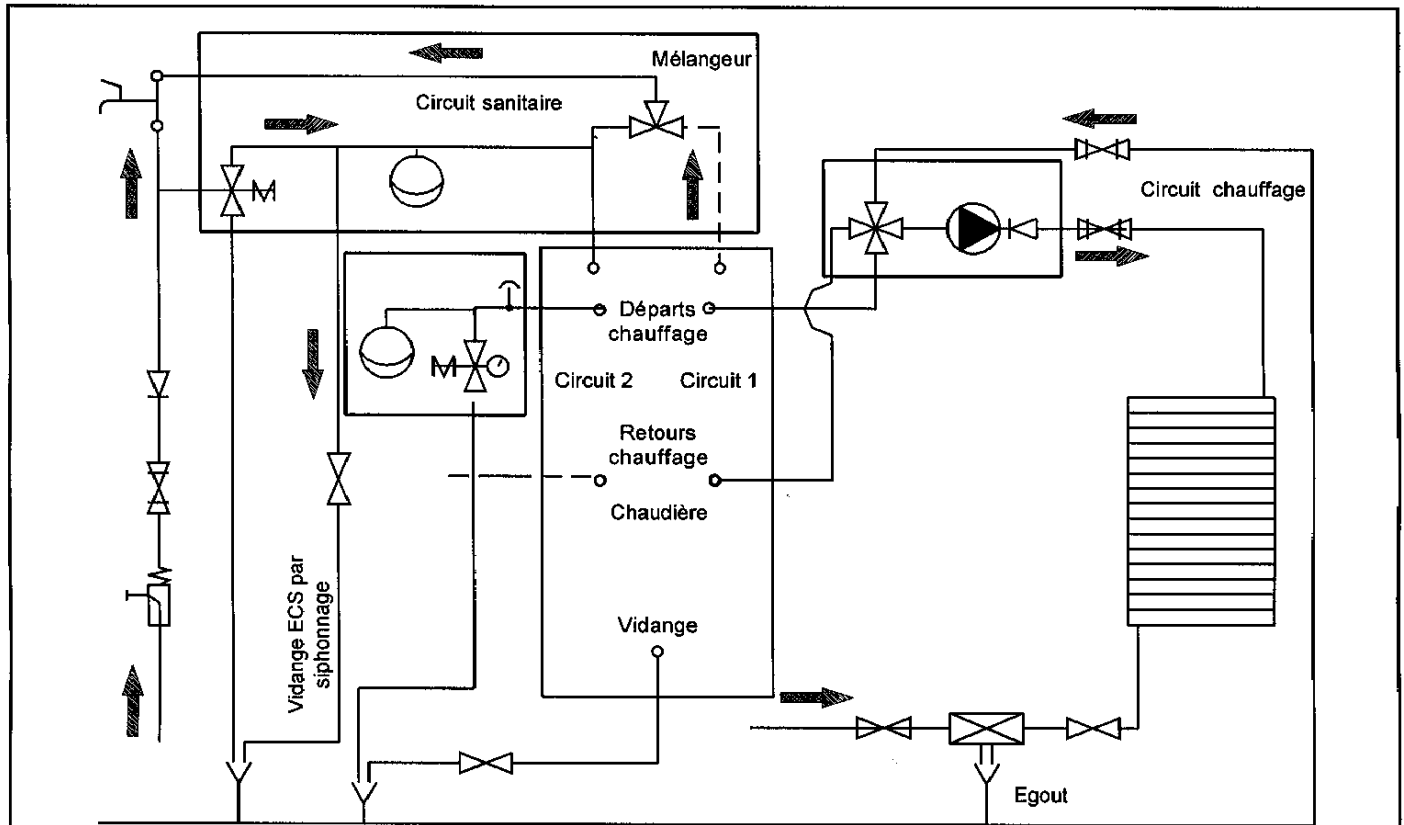 Mélangeur
Circuit sanitaire
Circuit chauffage
Départs
chauffage
Circuit 2
Circuit 1
Retours
chauffage
Chaudière
Vidange ECS par
siphonnage
Vidange
Egout